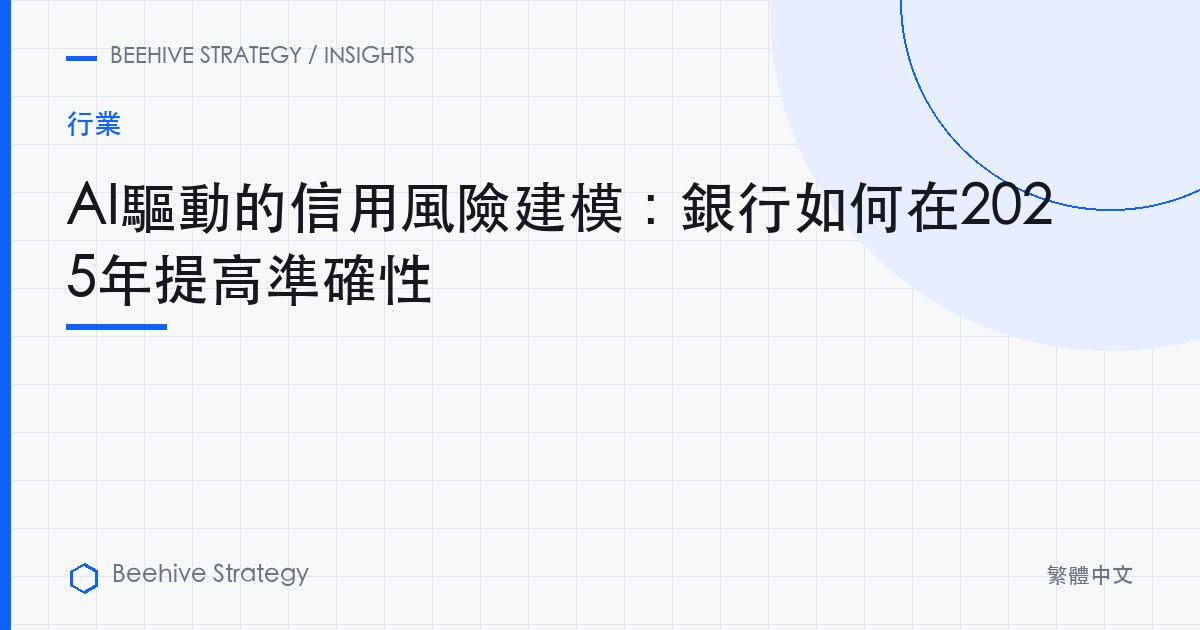 BEEHIVE STRATEGY / INSIGHTS
行業
AI驅動的信用風險建模：銀行如何在202
5年提高準確性
Beehive Strategy
繁體中文